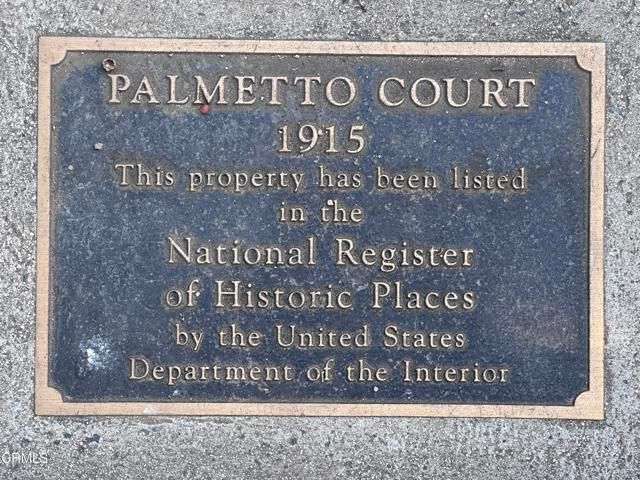 PALMETTO COURT
1915
This property has been listed
in the
National Register
of Historic Places
by the United States
Department of the Interior